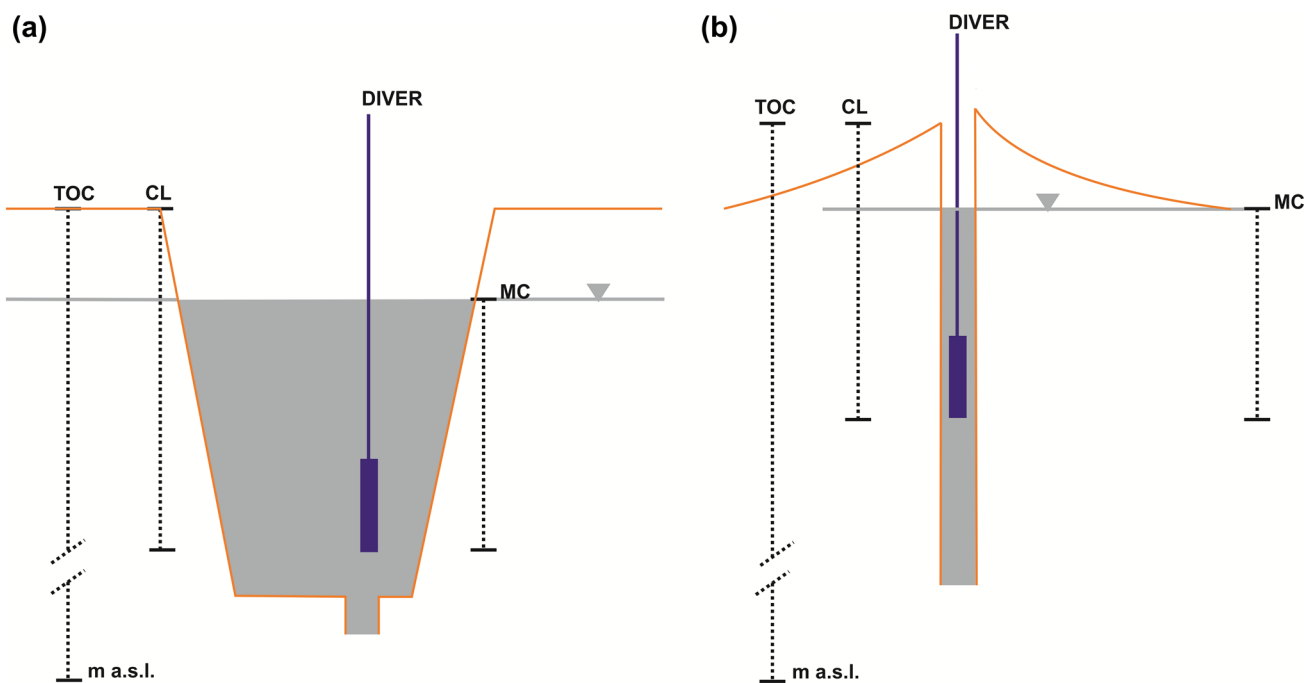 (a)
DIVER
TOC
CL
MC
m a.s.l.
(b)
DIVER
TOC
CL
MC
m a.s.l.